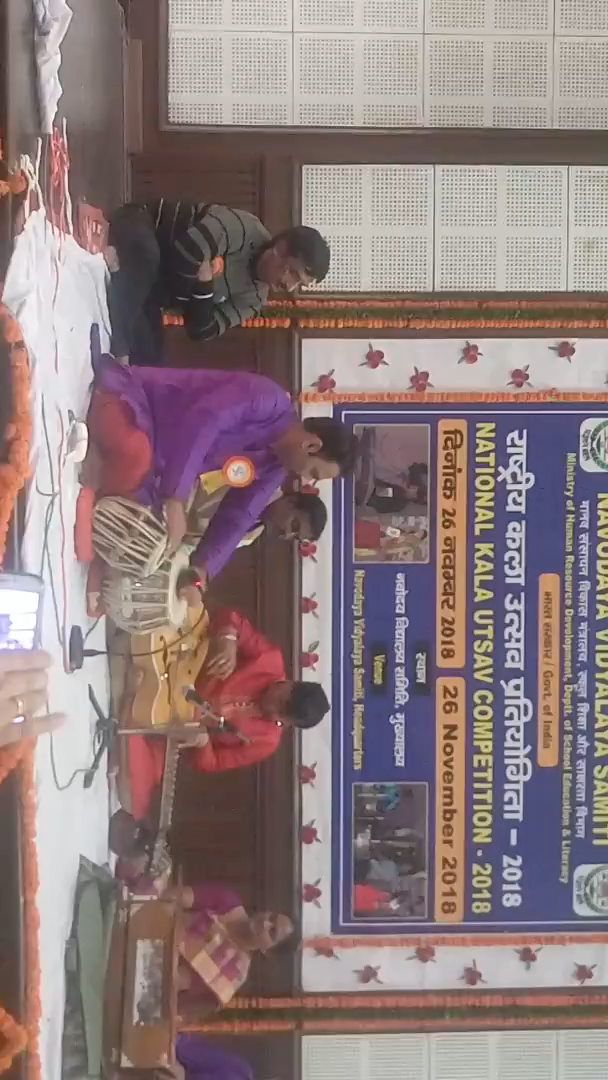 NAVODAYA VIDYALAYA SAMITI
Ministry of Human Resource Development, Deptt. of School Education & Literacy
भारत सरकार / Govt. of India
राष्ट्रीय कला उत्सव प्रतियोगिता – 2018
NATIONAL KALA UTSAV COMPETITION - 2018
दिनांक 26 नवम्बर 2018
26 November 2018
स्थान
नवोदय विद्यालय समिति, मुख्यालय
Venue
Navodaya Vidyalaya Samiti, Headquarters